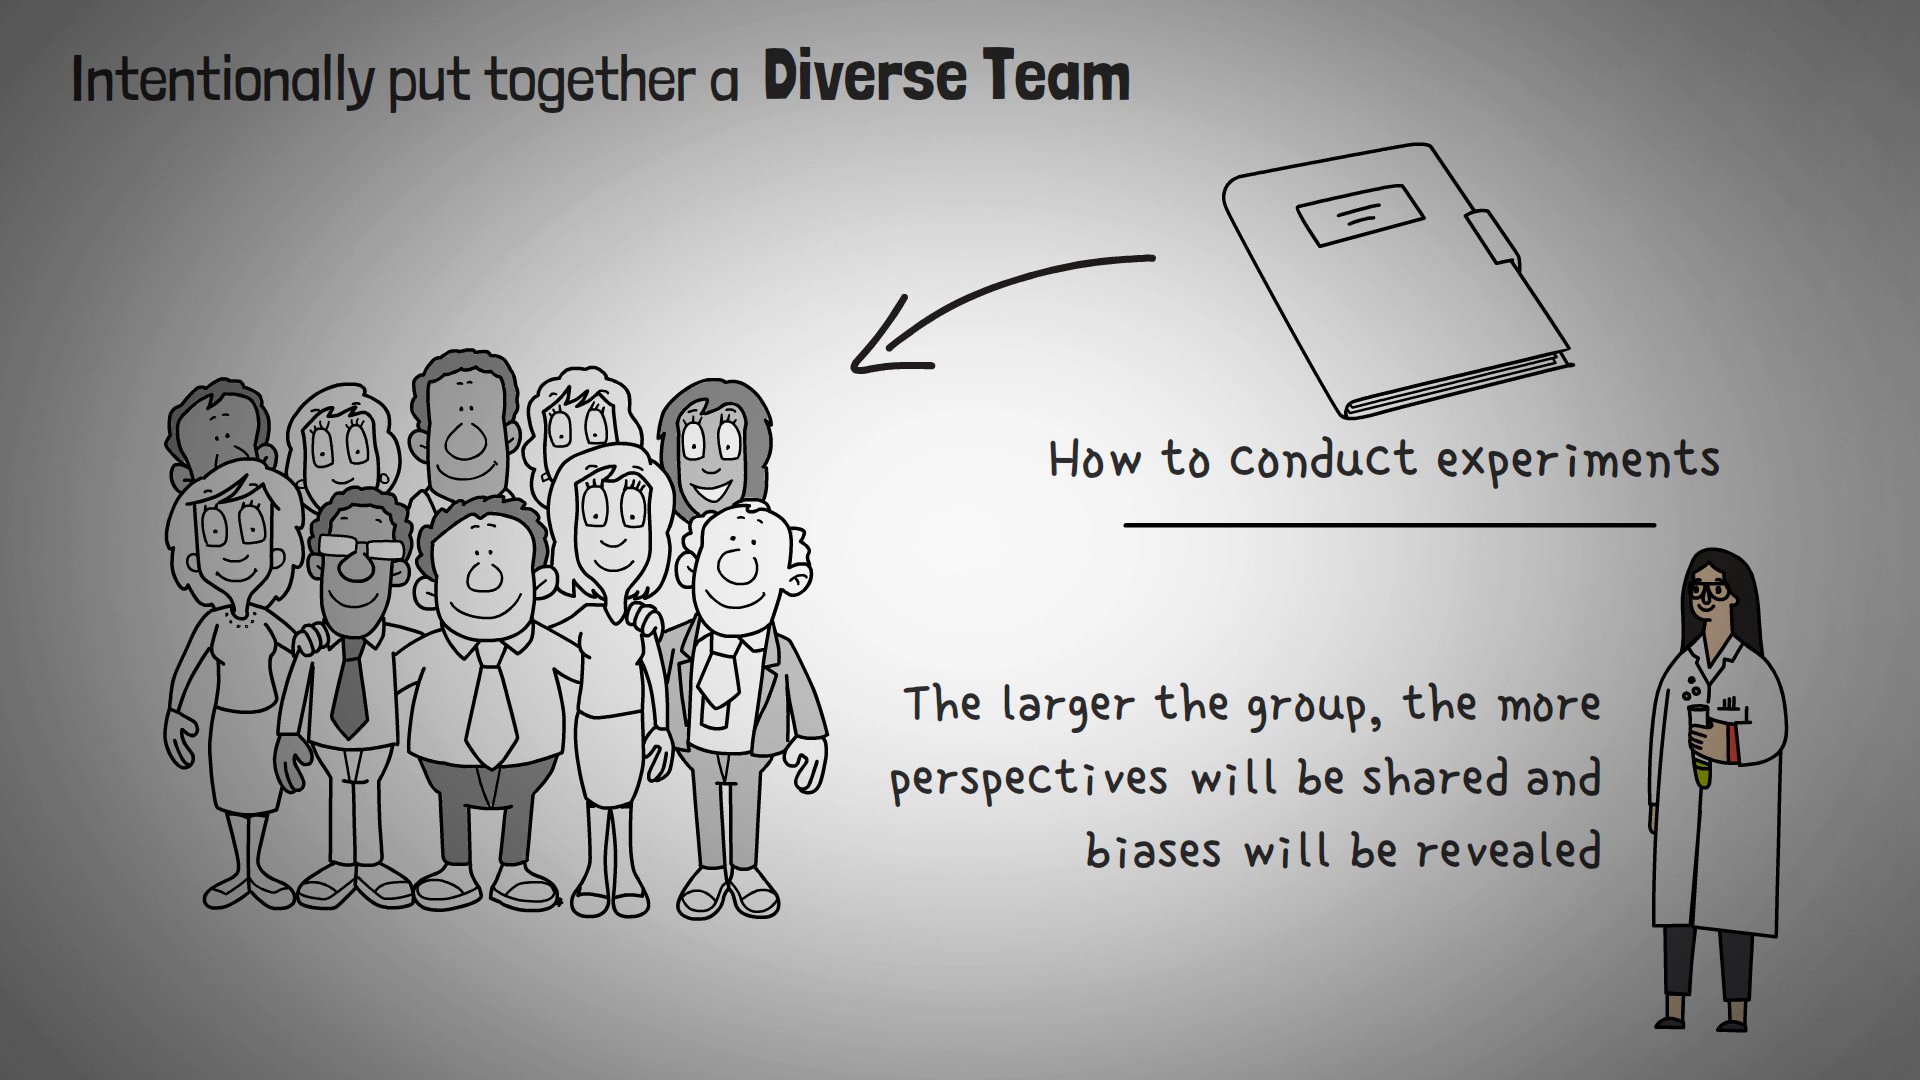 Intentionally put together a Diverse Team
How to conduct experiments
The larger the group, the more
perspectives will be shared and
biases will be revealed